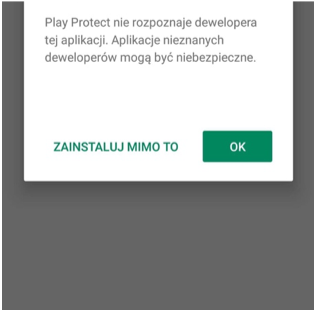 Play Protect nie rozpoznaje dewelopera
tej aplikacji. Aplikacje nieznanych
deweloperów mogą być niebezpieczne.
ZAINSTALUJ MIMO TO OK